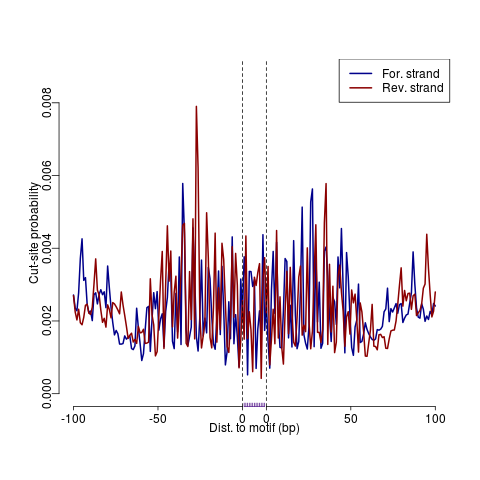 For. strand
Rev. strand
Cut-site probability
0.008
0.006
0.004
0.002
0.000
-100 -50 0 0 50 100
Dist. to motif (bp)